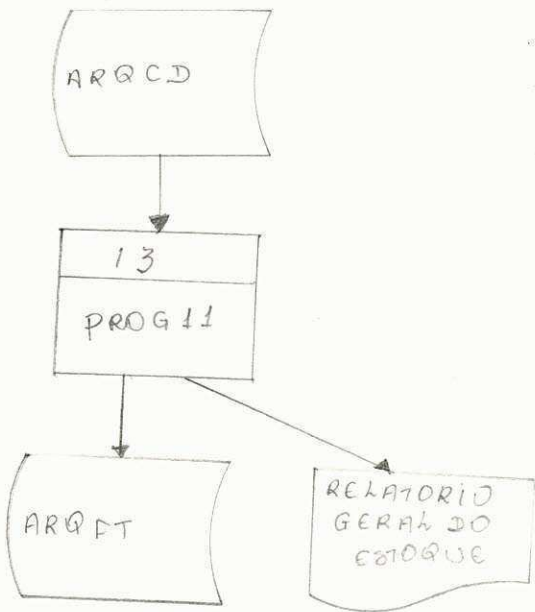 ARQCD
13
PROG11
ARQFT
RELATORIO
GERAL DO
ESTOQUE